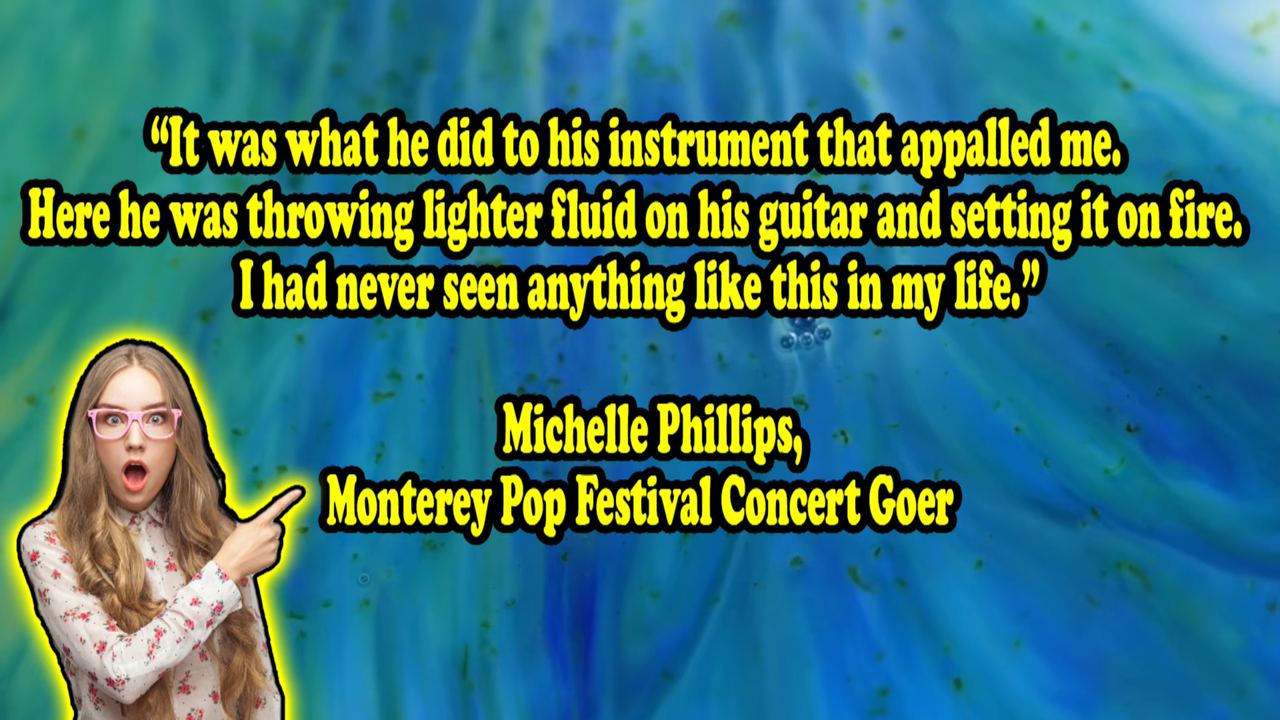 “It was what he did to his instrument that appalled me.
Here he was throwing lighter fluid on his guitar and setting it on fire.
I had never seen anything like this in my life.”
Michelle Phillips,
Monterey Pop Festival Concert Goer